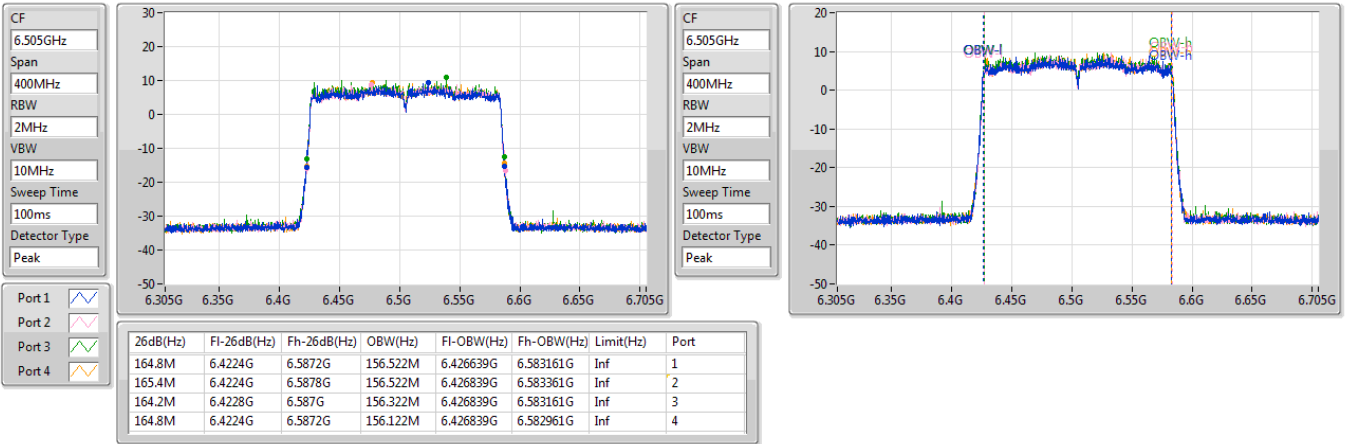 CF
6.505GHz
Span
400MHz
RBW
2MHz
VBW
10MHz
Sweep Time
100ms
Detector Type
Peak
30
20
10
0
-10
-20
-30
-40
-50
6.305G 6.35G 6.4G 6.45G 6.5G 6.55G 6.6G 6.65G 6.705G
CF
6.505GHz
Span
400MHz
RBW
2MHz
VBW
10MHz
Sweep Time
100ms
Detector Type
Peak
20
10
0
-10
-20
-30
-40
-50
OBW-l
OBW-h
OBW-h
6.305G 6.35G 6.4G 6.45G 6.5G 6.55G 6.6G 6.65G 6.705G
Port 1
Port 2
Port 3
Port 4
26dB(Hz) Fl-26dB(Hz) Fh-26dB(Hz) OBW(Hz) Fl-OBW(Hz) Fh-OBW(Hz) Limit(Hz) Port
164.8M 6.4224G 6.5872G 156.522M 6.426639G 6.583161G Inf 1
165.4M 6.4224G 6.5878G 156.522M 6.426839G 6.583361G Inf 2
164.2M 6.4228G 6.587G 156.322M 6.426839G 6.583161G Inf 3
164.8M 6.4224G 6.5872G 156.122M 6.426839G 6.582961G Inf 4